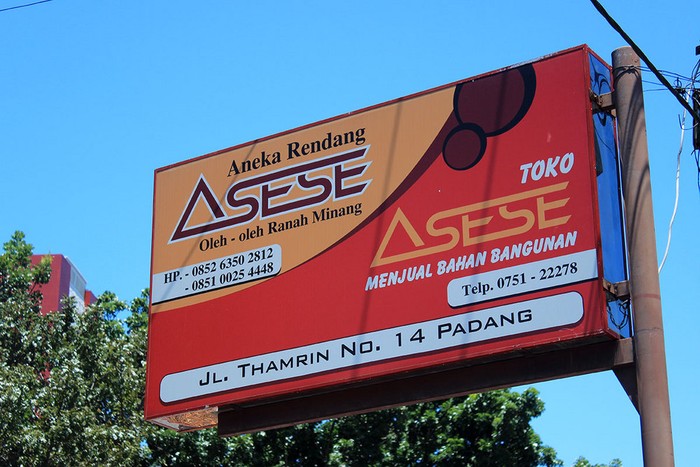 Aneka Rendang
ASESE
Oleh - oleh Ranah Minang
HP. - 0852 6350 2812
- 0851 0025 4448
TOKO
ASESE
MENJUAL BAHAN BANGUNAN
Telp. 0751 - 22278
JL. THAMRIN NO. 14 PADANG